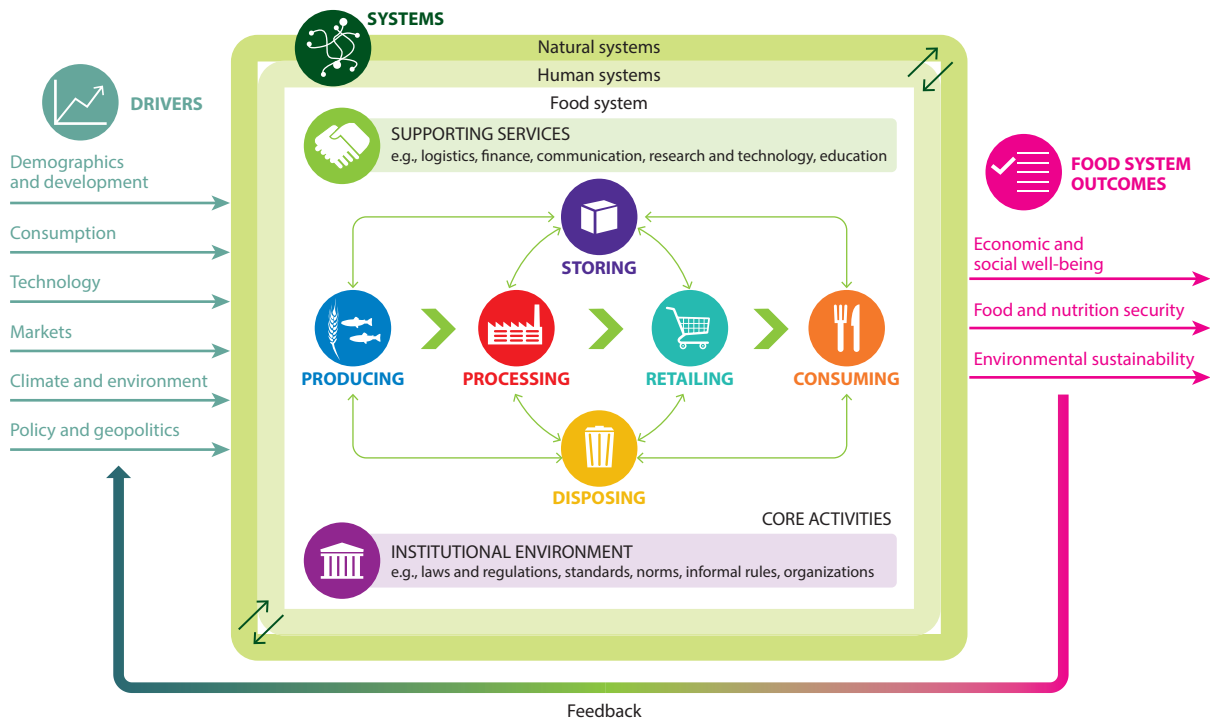 SYSTEMS
Natural systems
Human systems
Food system
DRIVERS
Demographics
and development
Consumption
Technology
Markets
Climate and environment
Policy and geopolitics
SUPPORTING SERVICES
e.g., logistics, finance, communication, research and technology, education
STORING
PRODUCING
PROCESSING
RETAILING
CONSUMING
DISPOSING
CORE ACTIVITIES
INSTITUTIONAL ENVIRONMENT
e.g., laws and regulations, standards, norms, informal rules, organizations
FOOD SYSTEM
OUTCOMES
Economic and
social well-being
Food and nutrition security
Environmental sustainability
Feedback